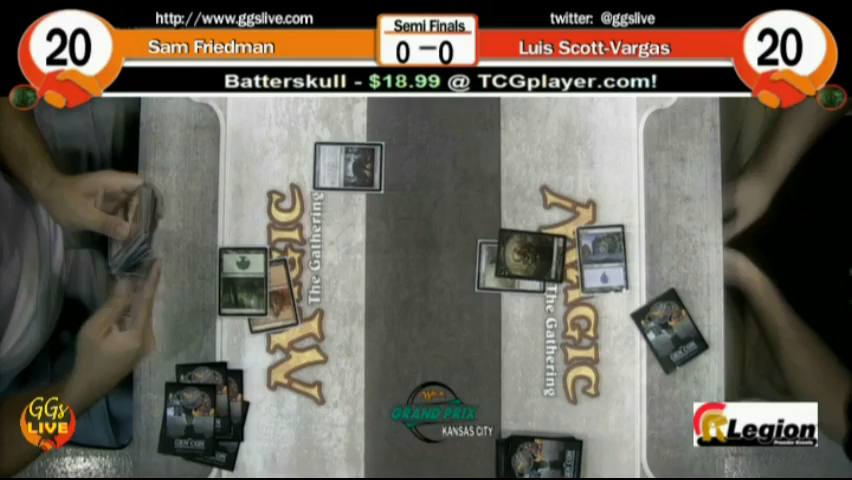 http://www.ggslive.com
twitter: @ggslive
20
Sam Friedman
Semi Finals
0 - 0
Luis Scott-Vargas
20
Batterskull - $18.99 @ TCGplayer.com!
MAGIC
The Gathering
MAGIC
The Gathering
GGs
LIVE
GRAND PRIX
KANSAS CITY
Legion